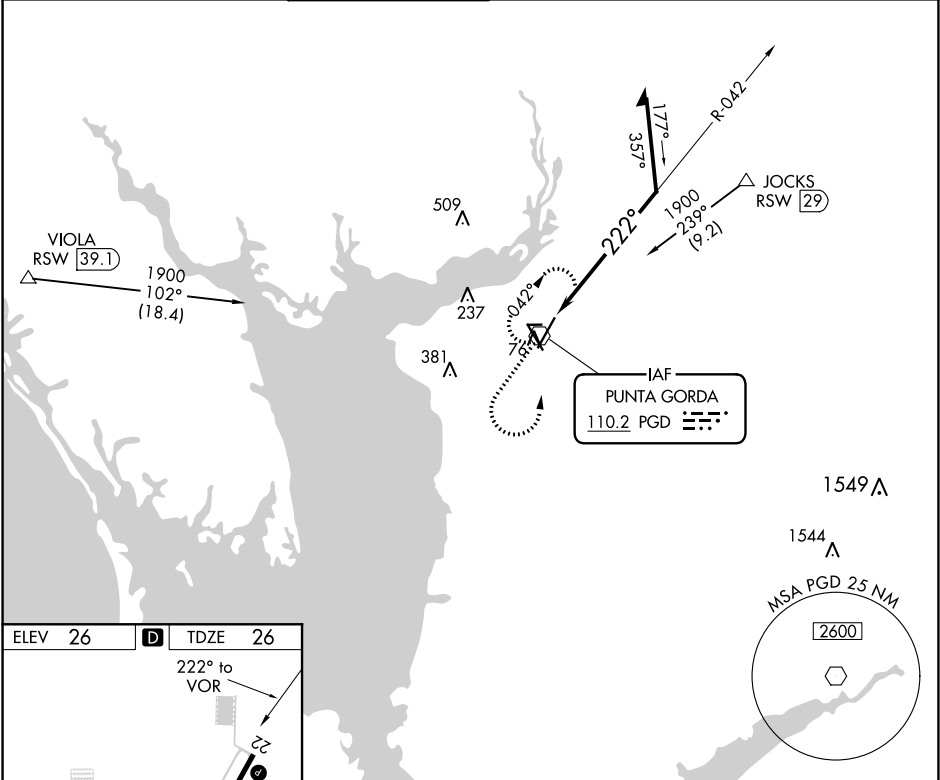 R-042
177°
357°
JOCKS
RSW 29
1900
239°
(9.2)
222°
509
VIOLA
RSW 39.1
1900
102°
(18.4)
042°
237
381
IAF
PUNTA GORDA
110.2 PGD
1549
1544
MSA PGD 25 NM
2600
ELEV 26 D TDZE 26
222° to
VOR
22
P